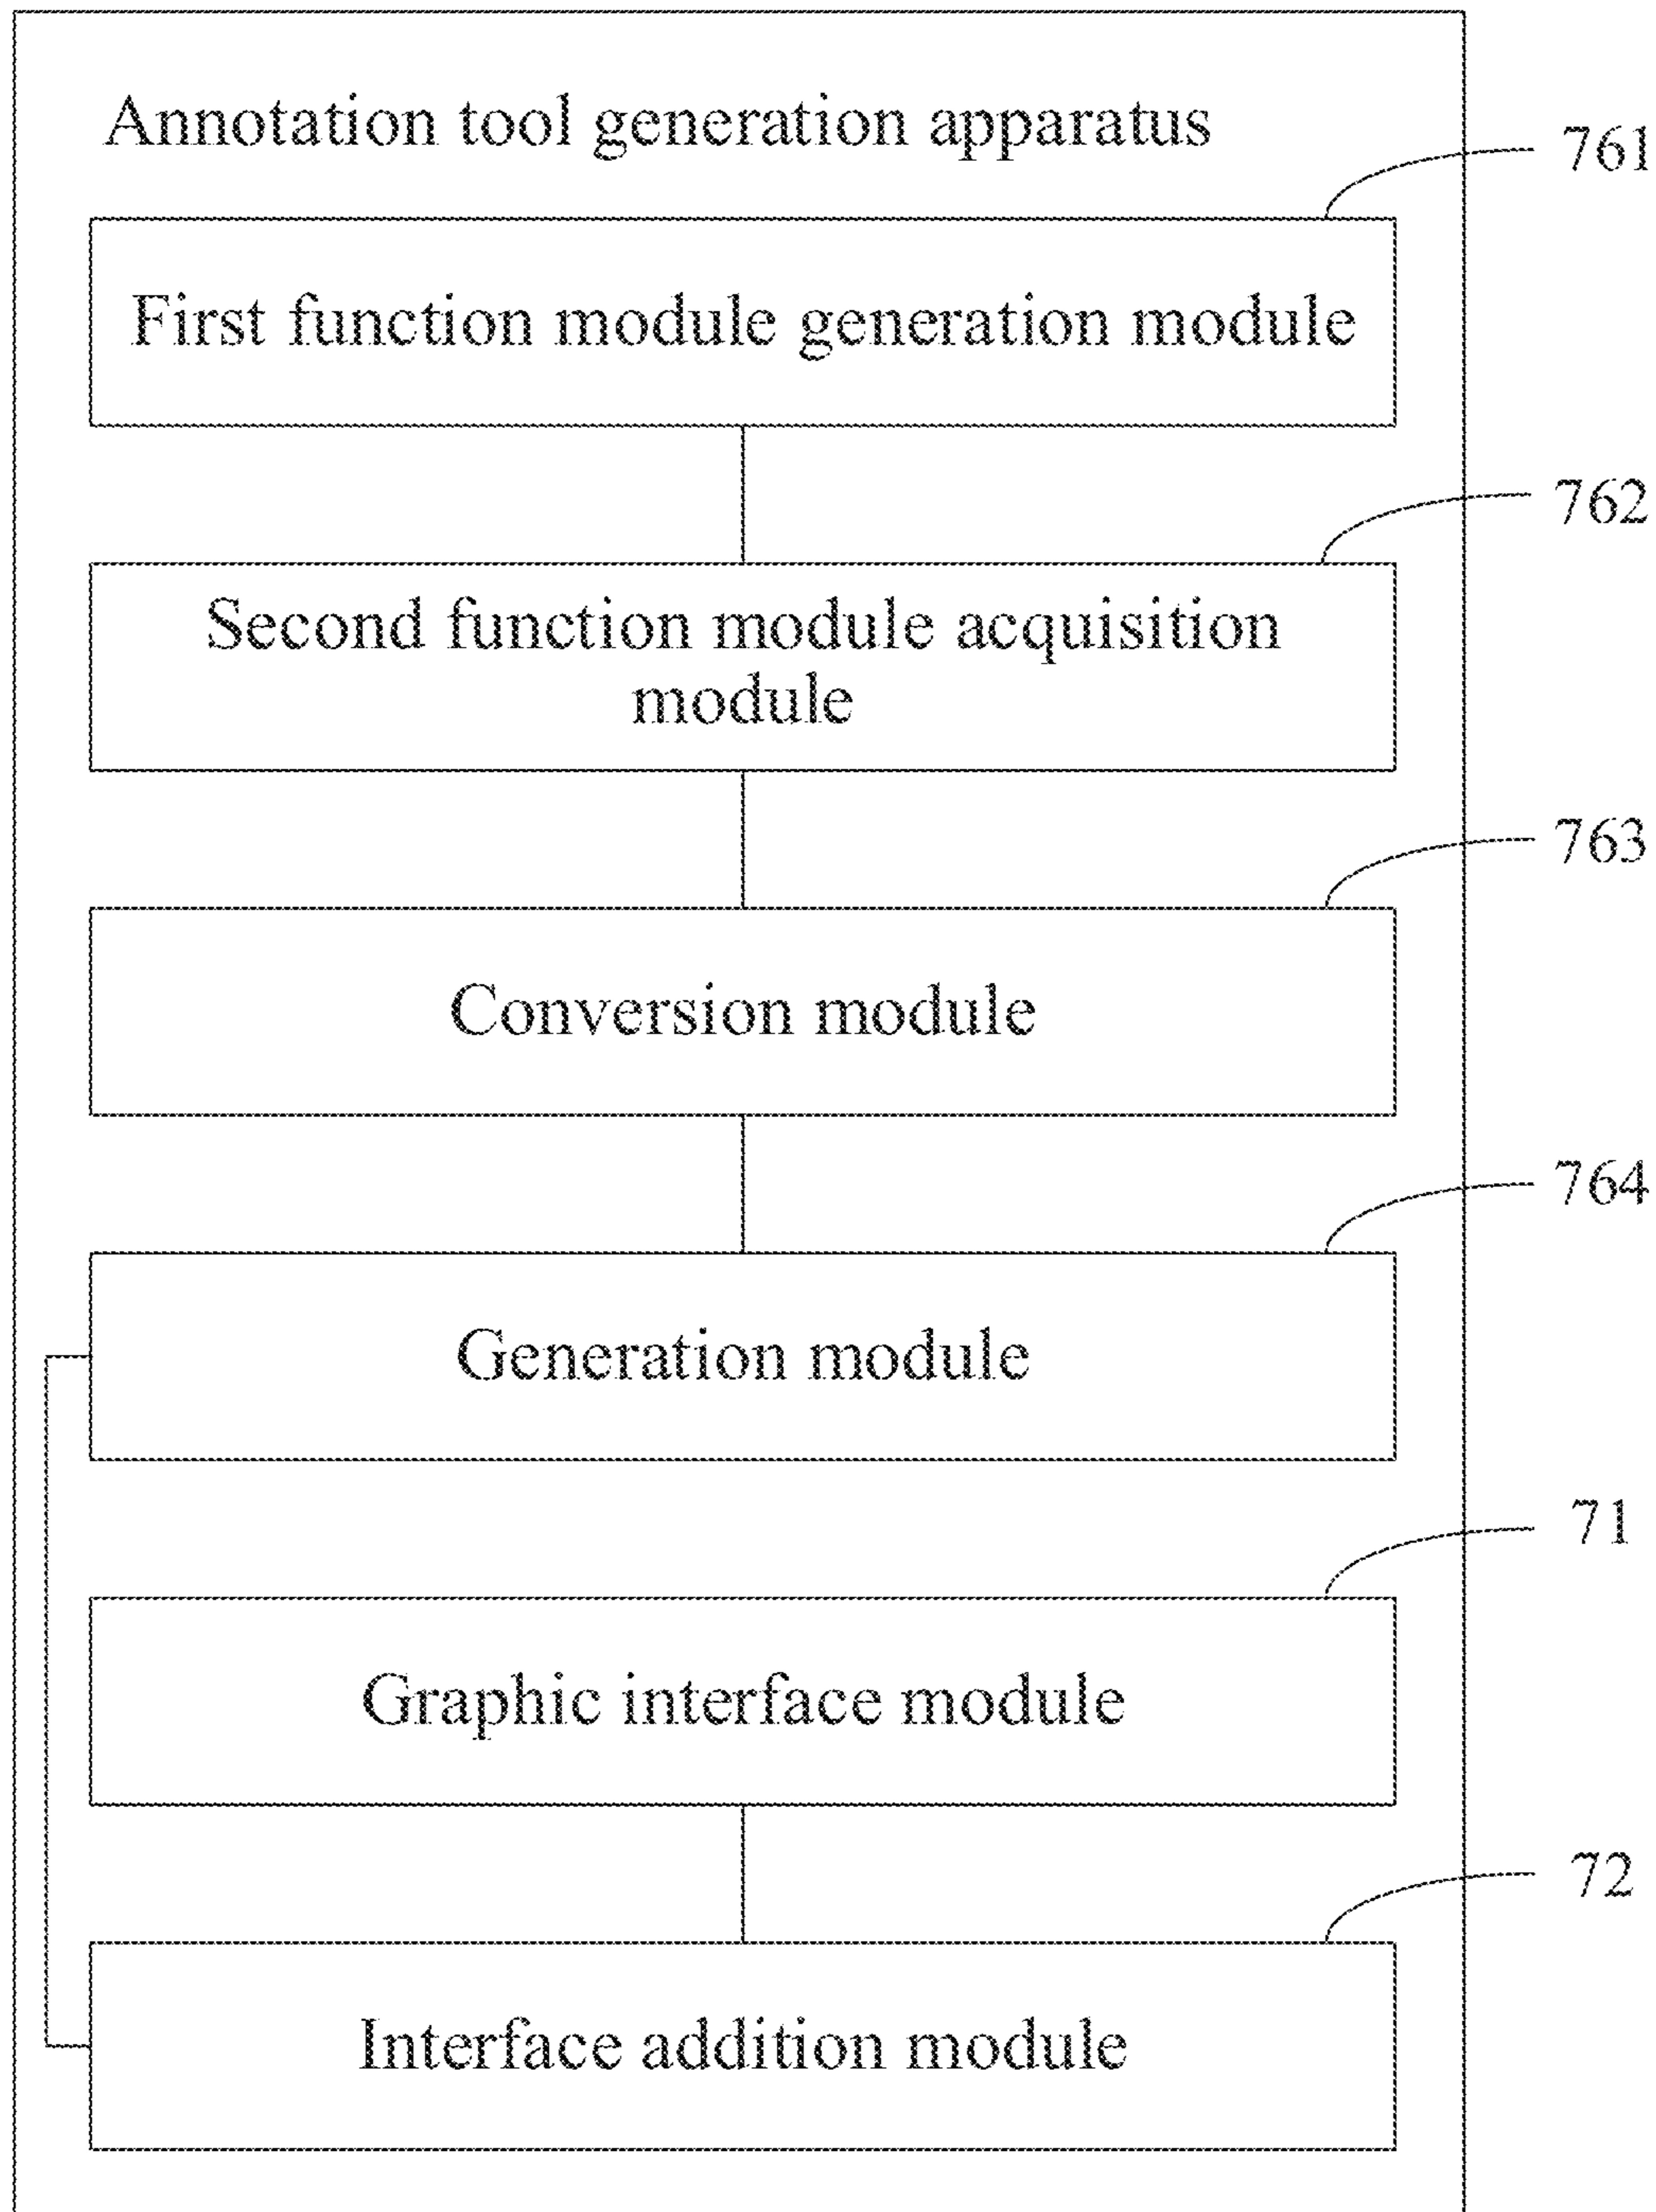 Annotation tool generation apparatus
761
First function module generation module
762
Second function module acquisition
module
763
Conversion module
764
Generation module
71
Graphic interface module
72
Interface addition module